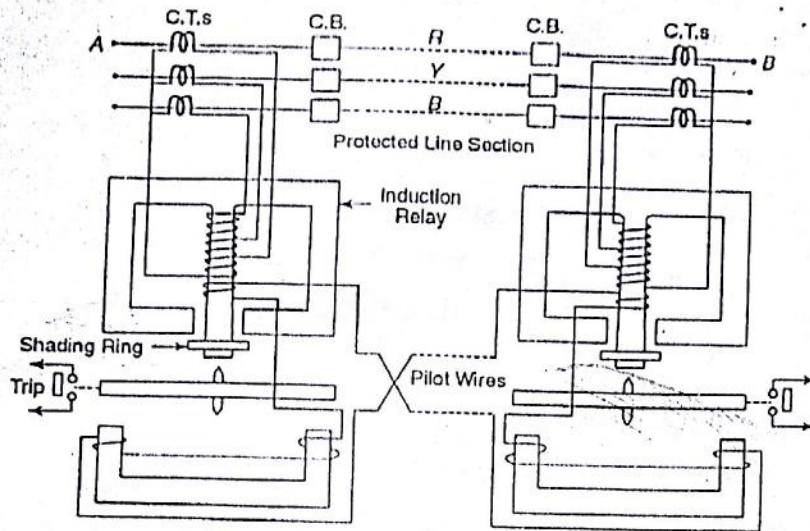 C.T.s C.B. C.B. C.T.s
A R B
Y
B
Protected Line Section
Induction
Relay
Shading Ring
Trip
Pilot Wires